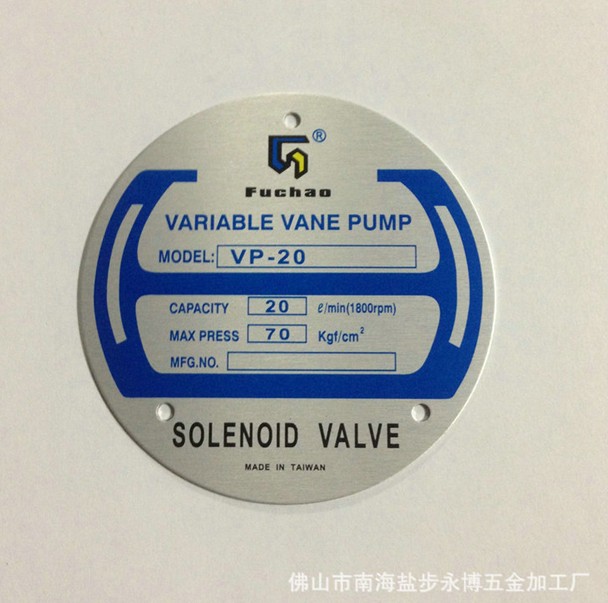 ®
Fuchao
VARIABLE VANE PUMP
MODEL: VP-20
CAPACITY 20 ℓ/min(1800rpm)
MAX PRESS 70 Kgf/cm²
MFG.NO.
SOLENOID VALVE
MADE IN TAIWAN
佛山市南海盐步永博五金加工厂